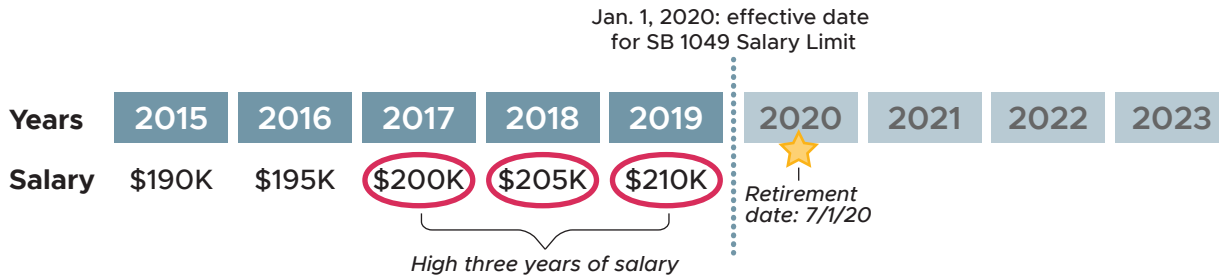 Jan. 1, 2020: effective date
for SB 1049 Salary Limit
Years 2015 2016 2017 2018 2019 2020 2021 2022 2023
Salary $190K $195K $200K $205K $210K
Retirement
date: 7/1/20
High three years of salary